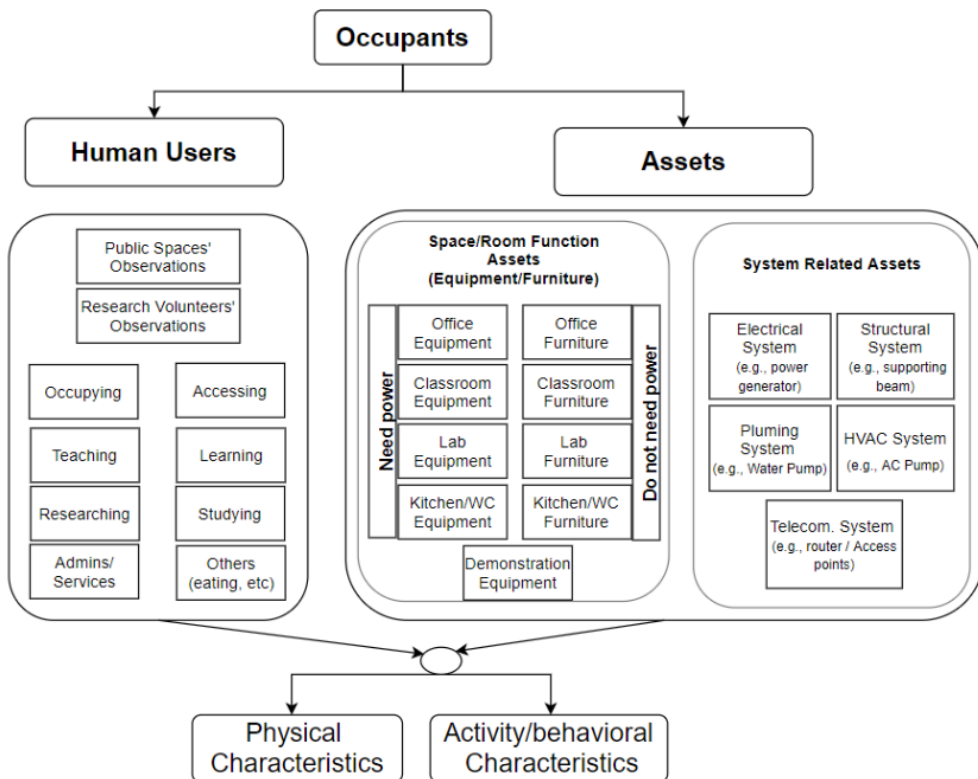 Occupants
Human Users
Assets
Public Spaces'
Observations
Research Volunteers'
Observations
Occupying
Accessing
Teaching
Learning
Researching
Studying
Admins/
Services
Others
(eating, etc)
Space/Room Function
Assets
(Equipment/Furniture)
Need power
Office
Equipment
Office
Furniture
Classroom
Equipment
Classroom
Furniture
Lab
Equipment
Lab
Furniture
Kitchen/WC
Equipment
Kitchen/WC
Furniture
Do not need power
Demonstration
Equipment
System Related Assets
Electrical
System
(e.g., power
generator)
Structural
System
(e.g., supporting
beam)
Pluming
System
(e.g., Water Pump)
HVAC System
(e.g., AC Pump)
Telecom. System
(e.g., router / Access
points)
Physical
Characteristics
Activity/behavioral
Characteristics